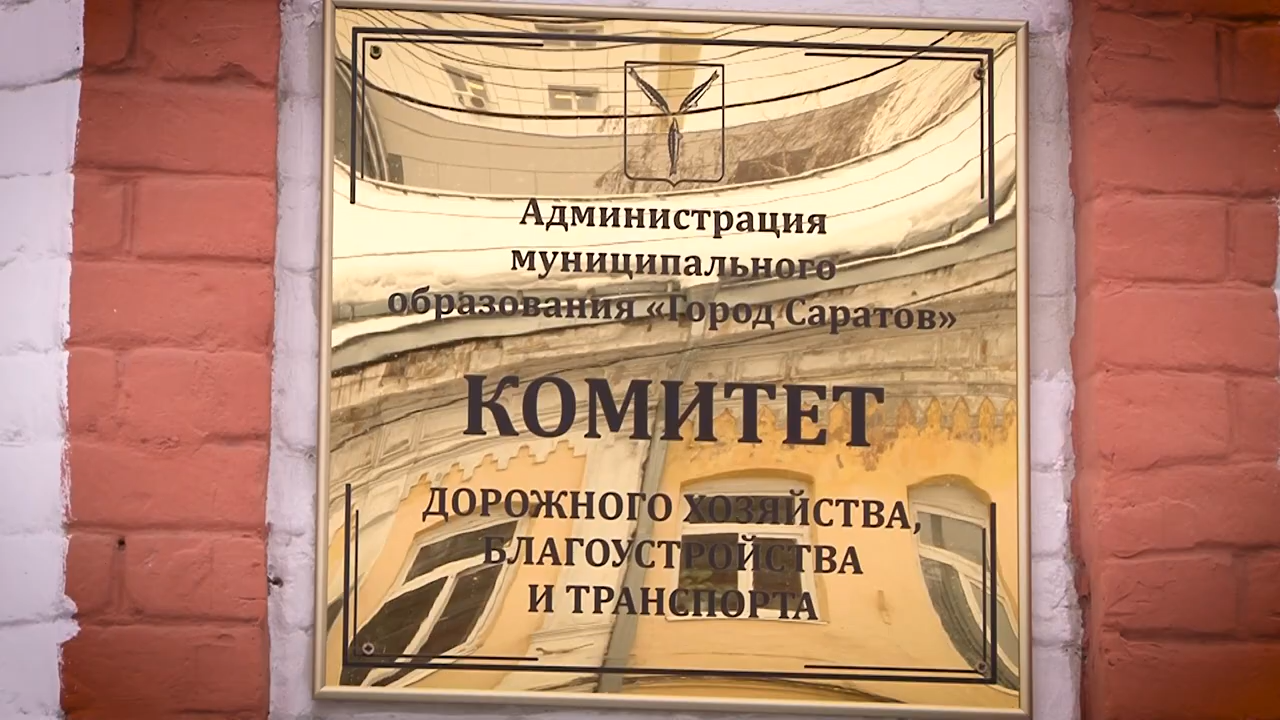 Администрация
муниципального
образования «Город Саратов»
КОМИТЕТ
ДОРОЖНОГО ХОЗЯЙСТВА,
БЛАГОУСТРОЙСТВА
И ТРАНСПОРТА